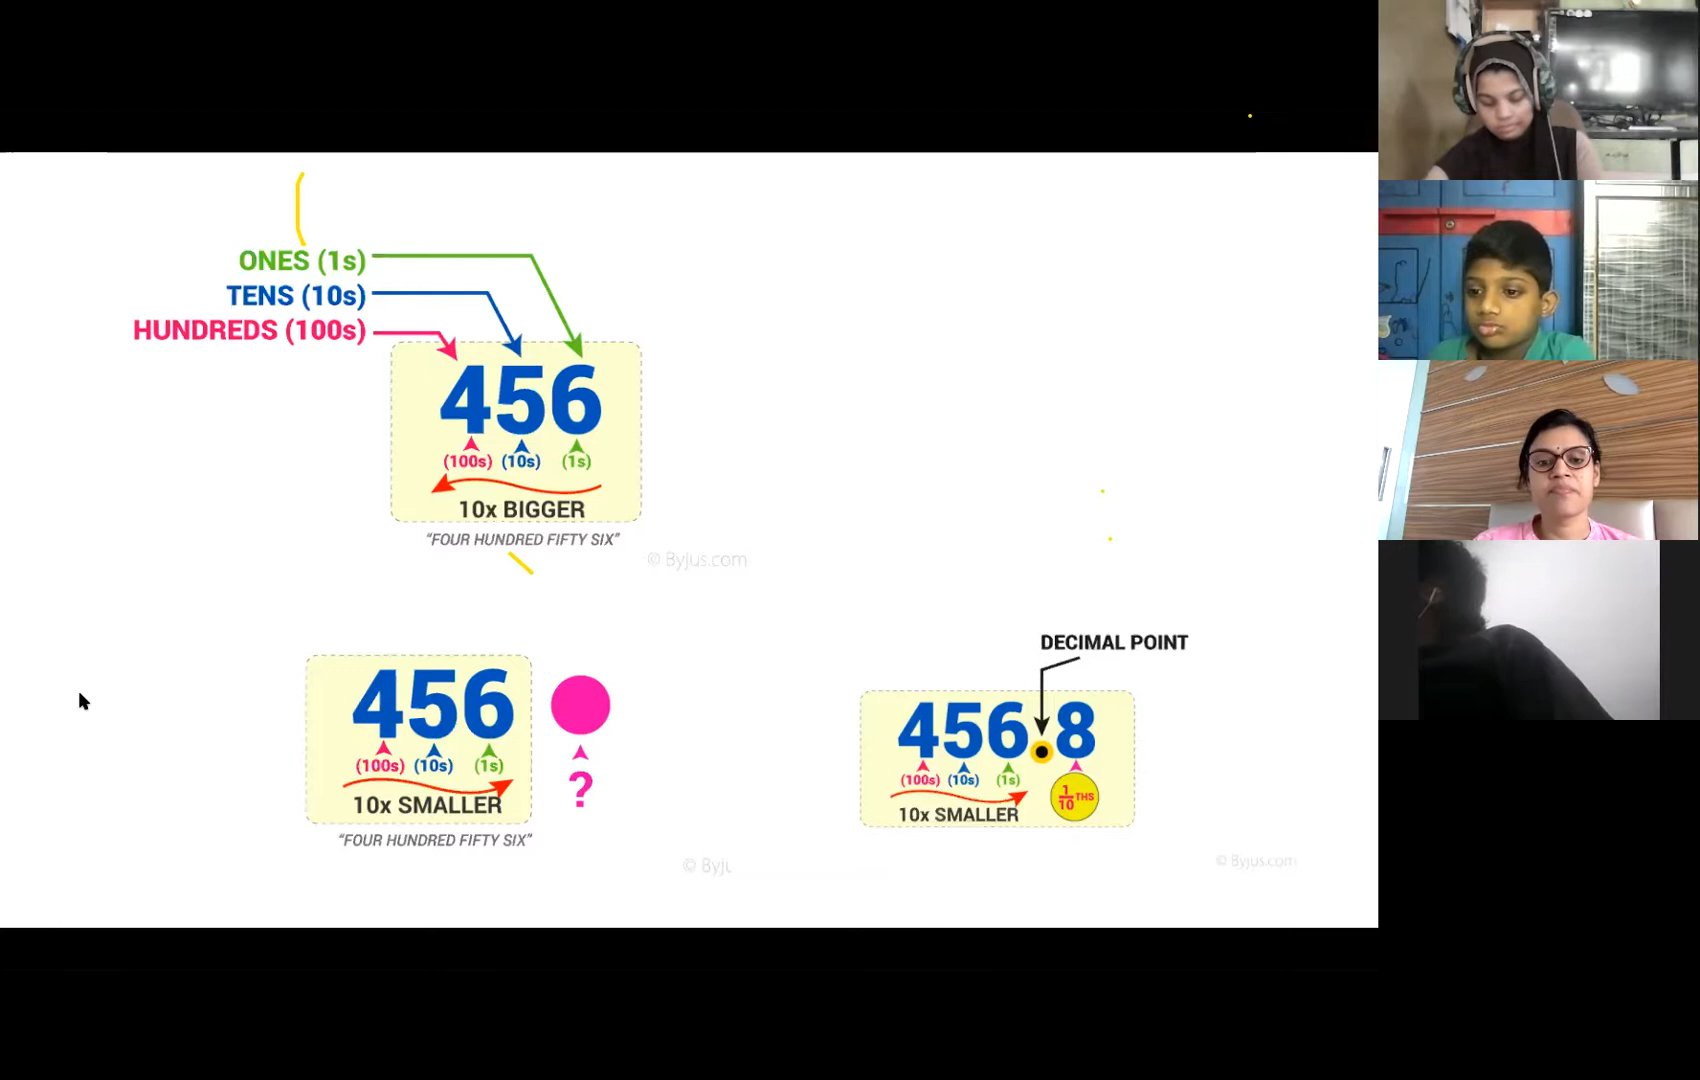 ONES (1s)
TENS (10s)
HUNDREDS (100s)
456
(100s) (10s) (1s)
10x BIGGER
“FOUR HUNDRED FIFTY SIX”
© Byjus.com
456
(100s) (10s) (1s)
?
10x SMALLER
“FOUR HUNDRED FIFTY SIX”
© Byju
DECIMAL POINT
456.8
(100s) (10s) (1s)
1/10 THS
10x SMALLER
© Byjus.com